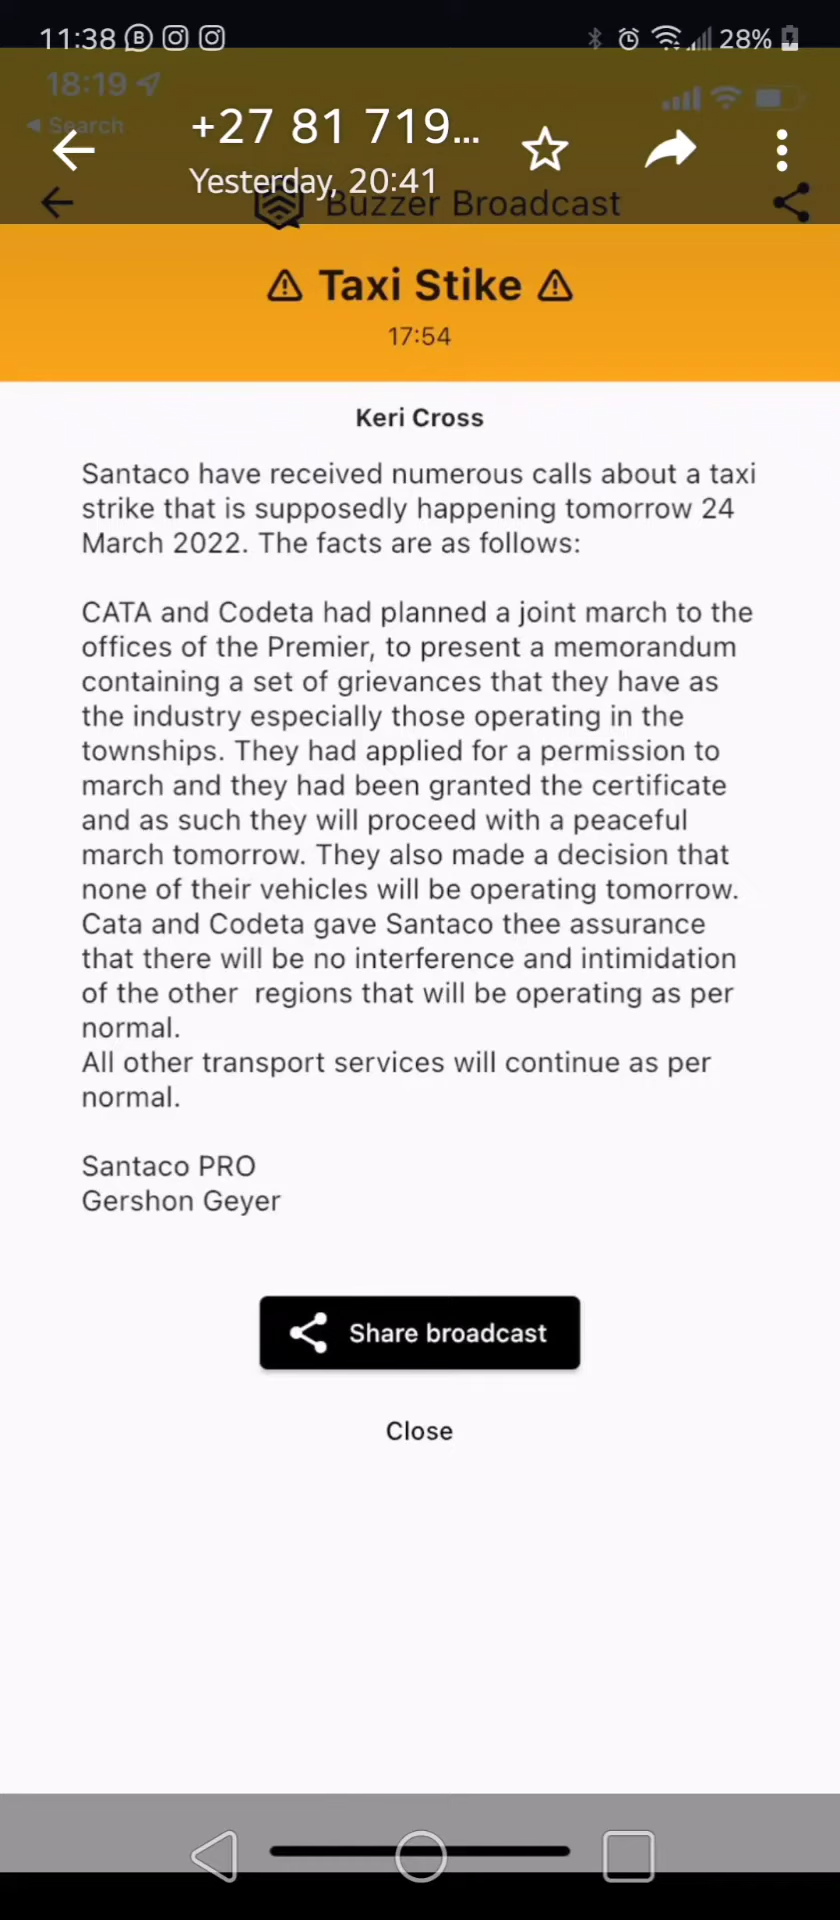 11:38
28%
18:19
Search
+27 81 719...
Yesterday, 20:41
Buzzer Broadcast
Taxi Stike
17:54
Keri Cross
Santaco have received numerous calls about a taxi
strike that is supposedly happening tomorrow 24
March 2022. The facts are as follows:
CATA and Codeta had planned a joint march to the
offices of the Premier, to present a memorandum
containing a set of grievances that they have as
the industry especially those operating in the
townships. They had applied for a permission to
march and they had been granted the certificate
and as such they will proceed with a peaceful
march tomorrow. They also made a decision that
none of their vehicles will be operating tomorrow.
Cata and Codeta gave Santaco thee assurance
that there will be no interference and intimidation
of the other  regions that will be operating as per
normal.
All other transport services will continue as per
normal.
Santaco PRO
Gershon Geyer
Share broadcast
Close